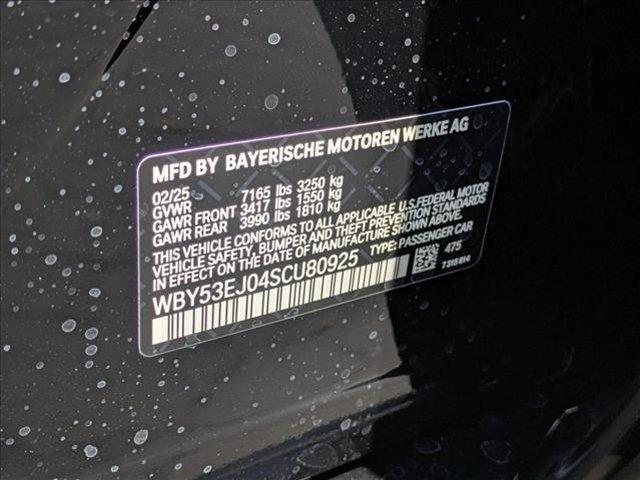 MFD BY BAYERISCHE MOTOREN WERKE AG
02/25
GVWR 7165 lbs 3250 kg
GAWR FRONT 3417 lbs 1550 kg
GAWR REAR 3990 lbs 1810 kg
THIS VEHICLE CONFORMS TO ALL APPLICABLE U.S. FEDERAL MOTOR
VEHICLE SAFETY, BUMPER AND THEFT PREVENTION STANDARDS
IN EFFECT ON THE DATE OF MANUFACTURE SHOWN ABOVE.
WBY53EJ04SCU80925 TYPE: PASSENGER CAR
475
7315814